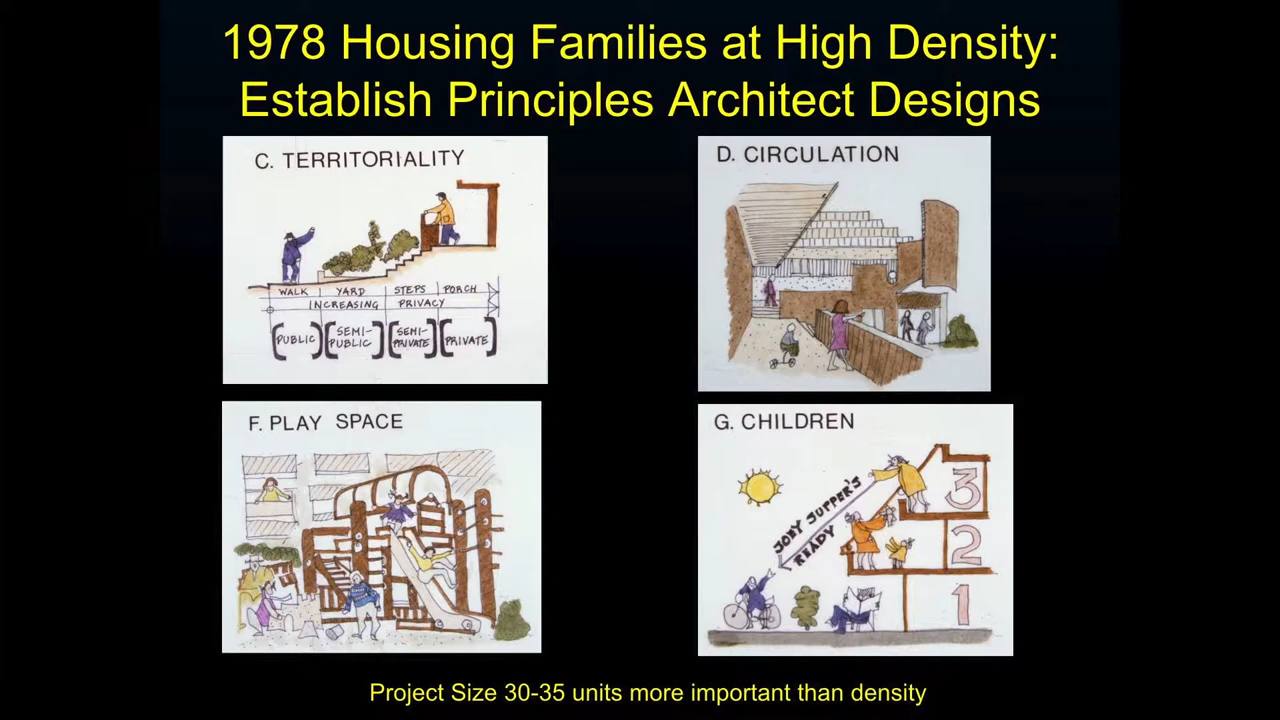 1978 Housing Families at High Density:
Establish Principles Architect Designs
C. TERRITORIALITY
WALK YARD STEPS PORCH
INCREASING PRIVACY
PUBLIC SEMI-PUBLIC SEMI-PRIVATE PRIVATE
D. CIRCULATION
F. PLAY SPACE
G. CHILDREN
JOEY SUPPER'S
READY
3
2
1
Project Size 30-35 units more important than density